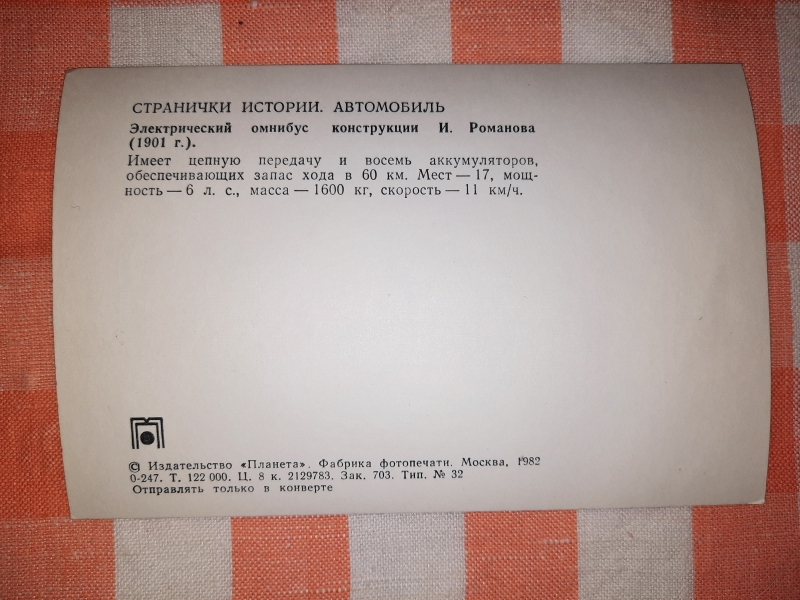 СТРАНИЧКИ ИСТОРИИ. АВТОМОБИЛЬ
Электрический омнибус конструкции И. Романова
(1901 г.).
Имеет цепную передачу и восемь аккумуляторов,
обеспечивающих запас хода в 60 км. Мест — 17, мощ-
ность — 6 л. с., масса — 1600 кг, скорость — 11 км/ч.
© Издательство «Планета». Фабрика фотопечати. Москва, 1982
0-247. Т. 122 000. Ц. 8 к. 2129783. Зак. 703. Тип. № 32
Отправлять только в конверте